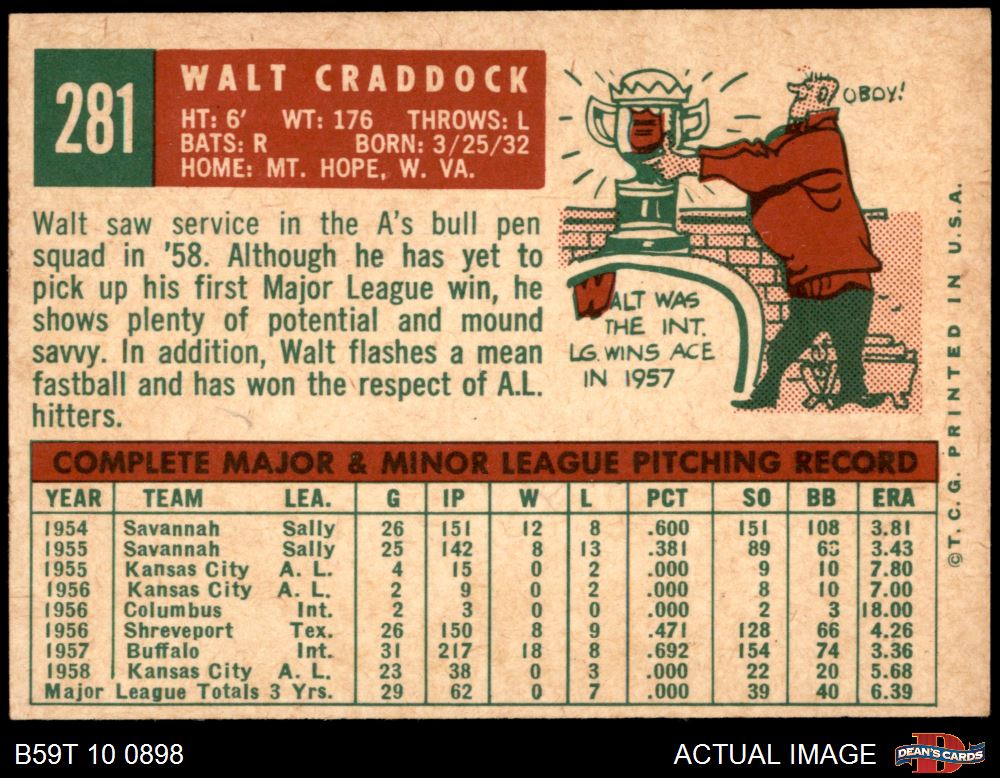 281
WALT CRADDOCK
HT: 6' WT: 176 THROWS: L
BATS: R BORN: 3/25/32
HOME: MT. HOPE, W. VA.
Walt saw service in the A's bull pen
squad in '58. Although he has yet to
pick up his first Major League win, he
shows plenty of potential and mound
savvy. In addition, Walt flashes a mean
fastball and has won the respect of A.L.
hitters.
OBOY!
WALT WAS
THE INT.
LG. WINS ACE
IN 1957
COMPLETE MAJOR & MINOR LEAGUE PITCHING RECORD
YEAR TEAM LEA. G IP W L PCT SO BB ERA
1954 Savannah Sally 26 151 12 8 .600 151 108 3.81
1955 Savannah Sally 25 142 8 13 .381 89 3.43
1955 Kansas City A. L. 4 15 0 2 .000 9 10 7.80
1956 Kansas City A. L. 2 9 0 2 .000 8 10 7.00
1956 Columbus Int. 2 3 0 0 .000 2 3 18.00
1956 Shreveport Tex. 26 150 8 9 .471 128 66 4.26
1957 Buffalo Int. 31 217 18 8 .692 154 74 3.36
1958 Kansas City A. L. 23 38 0 3 .000 22 20 5.68
Major League Totals 3 Yrs. 29 62 0 7 .000 39 40 6.39
© T. C. G. PRINTED IN U.S.A.
B59T 10 0898
ACTUAL IMAGE
DEAN'S CARDS